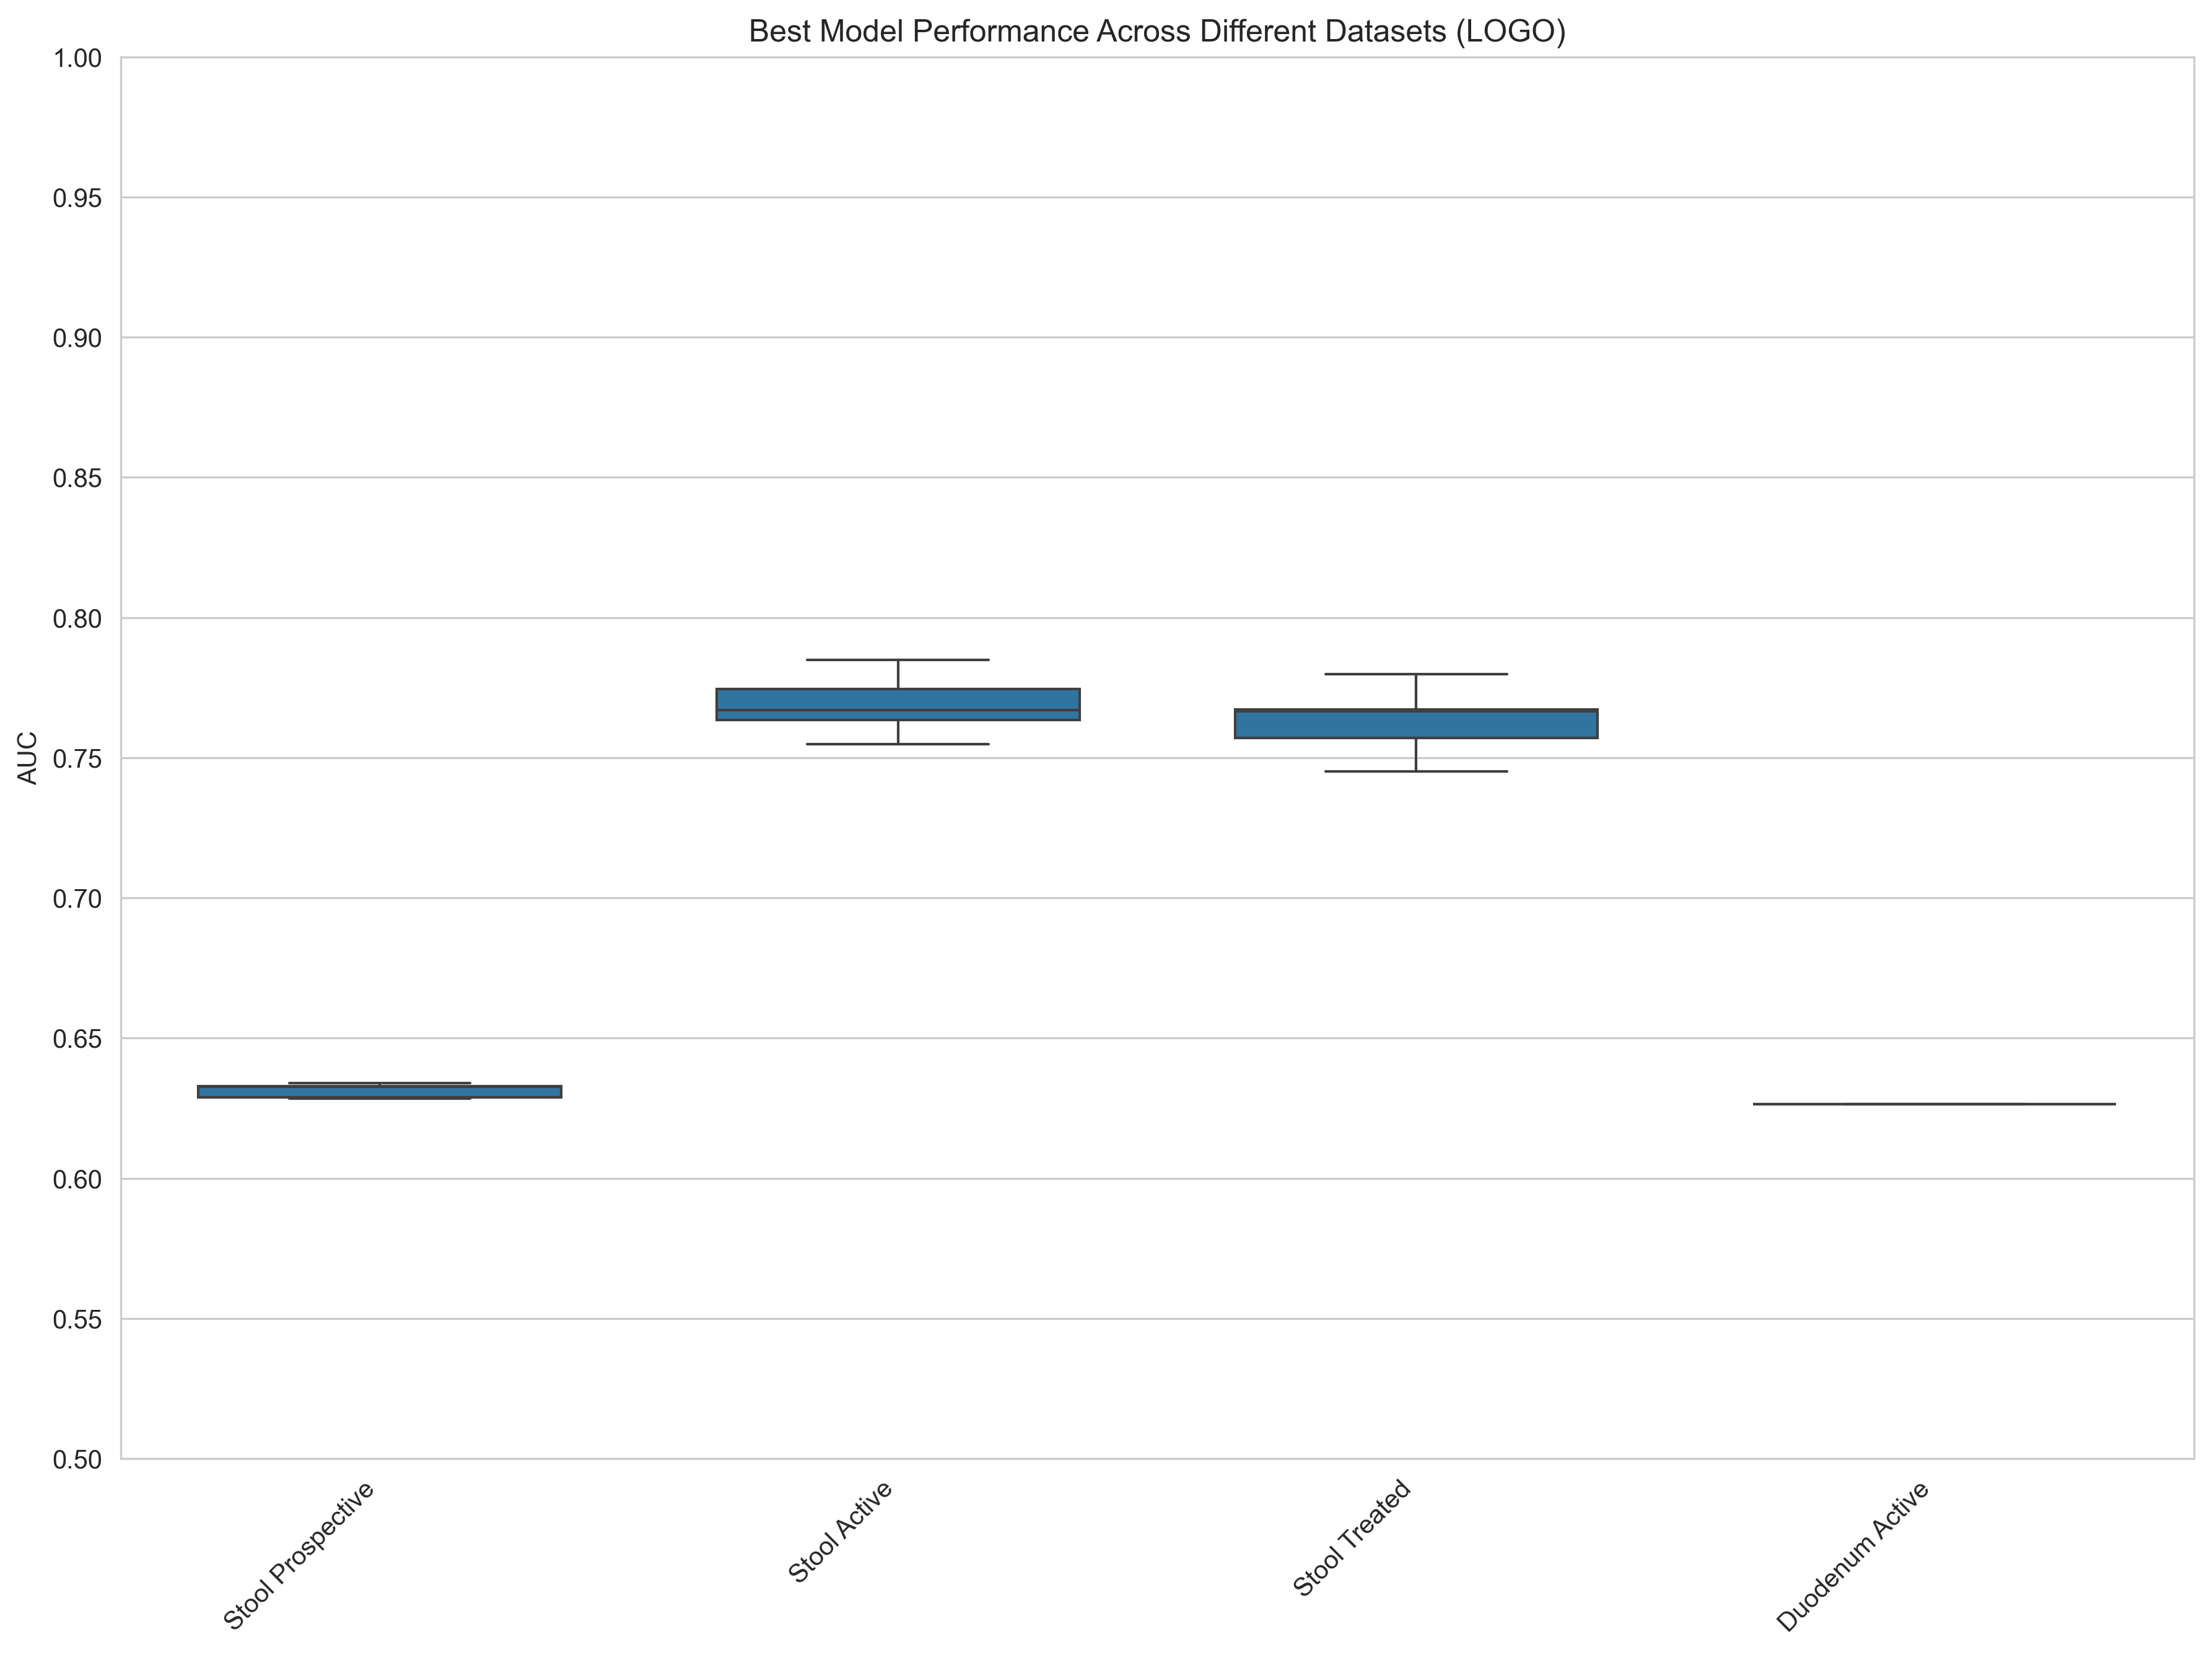 Best Model Performance Across Different Datasets (LOGO)
1.00
0.95
0.90
0.85
0.80
0.75
0.70
0.65
0.60
0.55
0.50
AUC
Stool Prospective
Stool Active
Stool Treated
Duodenum Active